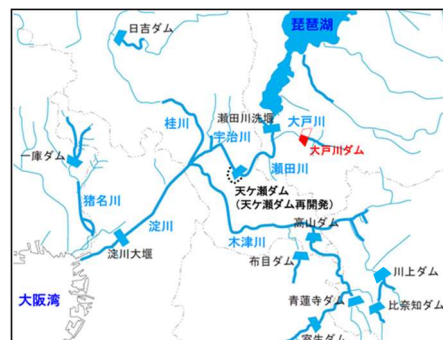 日吉ダム
琵琶湖
瀬田川洗堰
大戸川
桂川
宇治川
大戸川ダム
一庫ダム
瀬田川
天ケ瀬ダム
(天ケ瀬ダム再開発)
猪名川
淀川
高山ダム
木津川
淀川大堰
布目ダム
川上ダム
大阪湾
青蓮寺ダム
比奈知ダム
室生ダム